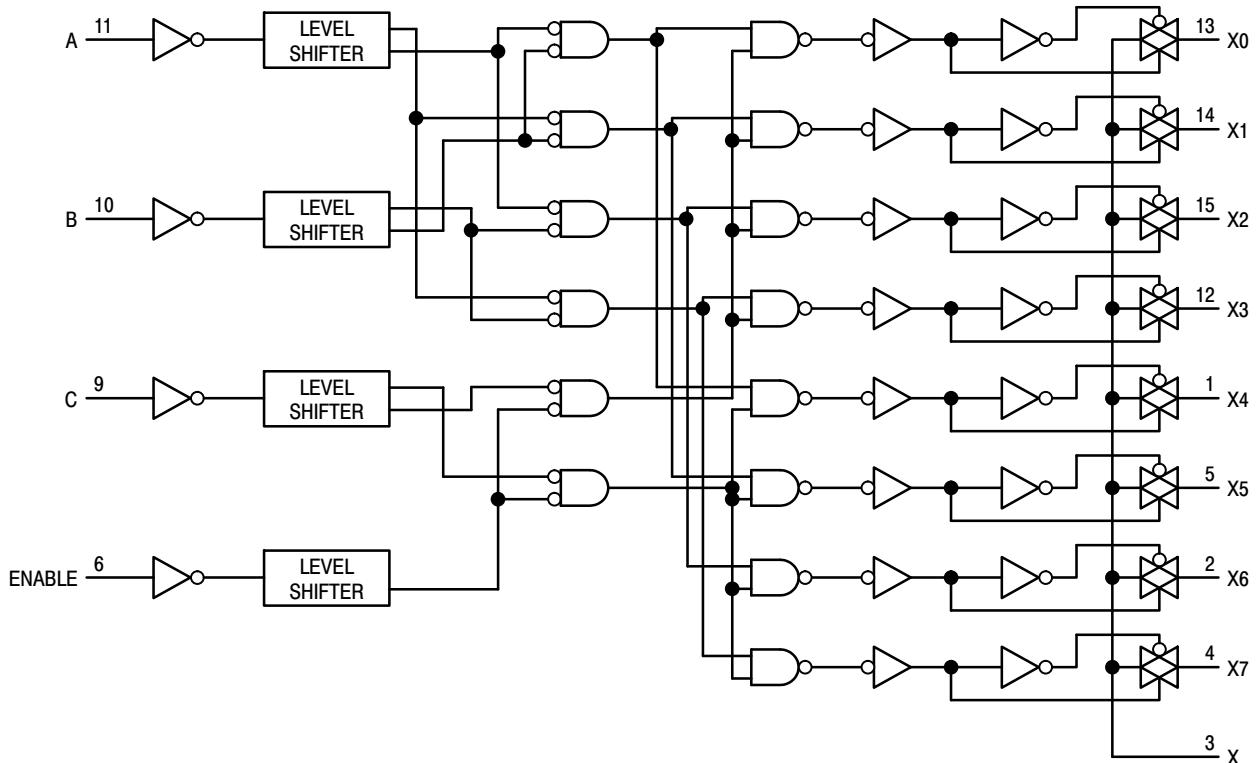 A 11 LEVEL SHIFTER 13 X0
14 X1
B 10 LEVEL SHIFTER 15 X2
12 X3
C 9 LEVEL SHIFTER 1 X4
5 X5
ENABLE 6 LEVEL SHIFTER 2 X6
4 X7
3 X